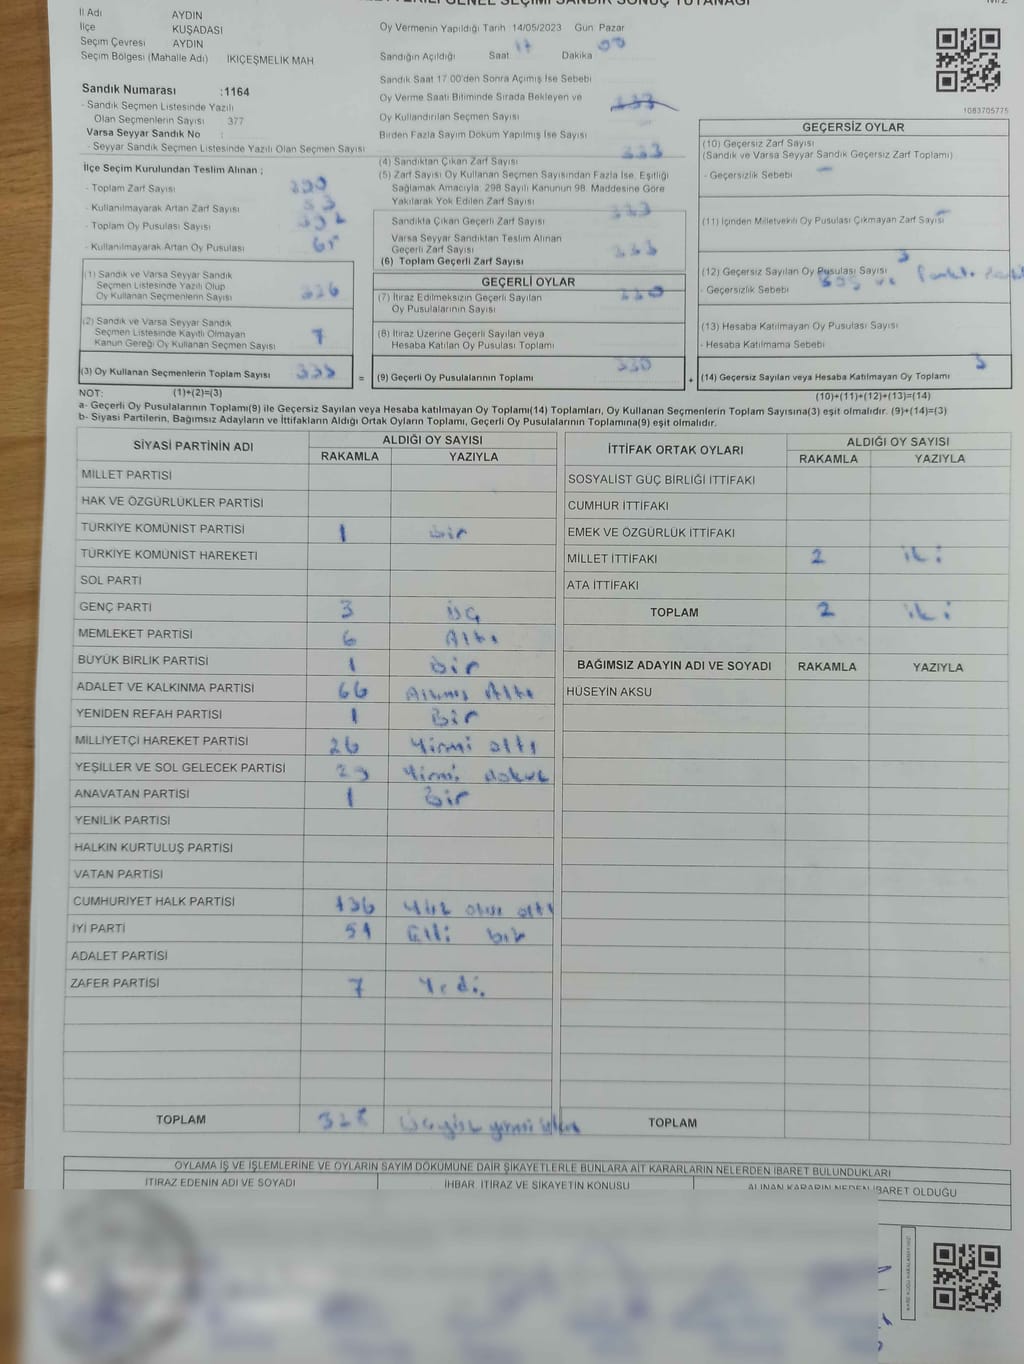 GENEL SEÇİMİ SANDIK SONUÇ TUTANAĞI
İl Adı AYDIN
İlçe KUŞADASI
Seçim Çevresi AYDIN
Seçim Bölgesi (Mahalle Adı) İKİÇEŞMELİK MAH
Sandık Numarası :1164
- Sandık Seçmen Listesinde Yazılı
Olan Seçmenlerin Sayısı 377
Varsa Seyyar Sandık No :
- Seyyar Sandık Seçmen Listesinde Yazılı Olan Seçmen Sayısı
İlçe Seçim Kurulundan Teslim Alınan ;
- Toplam Zarf Sayısı
- Kullanılmayarak Artan Zarf Sayısı
- Toplam Oy Pusulası Sayısı
- Kullanılmayarak Artan Oy Pusulası
(1) Sandık ve Varsa Seyyar Sandık
Seçmen Listesinde Yazılı Olup
Oy Kullanan Seçmenlerin Sayısı 326
(2) Sandık ve Varsa Seyyar Sandık
Seçmen Listesinde Kayıtlı Olmayan
Kanun Gereği Oy Kullanan Seçmen Sayısı 7
(3) Oy Kullanan Seçmenlerin Toplam Sayısı 333
Oy Vermenin Yapıldığı Tarih 14/05/2023 Gün Pazar
Sandığın Açıldığı Saat 17 Dakika 00
Sandık Saat 17.00'den Sonra Açılmış İse Sebebi
Oy Verme Saati Bitiminde Sırada Bekleyen ve
Oy Kullandırılan Seçmen Sayısı
Birden Fazla Sayım Döküm Yapılmış İse Sayısı
(4) Sandıktan Çıkan Zarf Sayısı 333
(5) Zarf Sayısı Oy Kullanan Seçmen Sayısından Fazla İse, Eşitliği
Sağlamak Amacıyla, 298 Sayılı Kanunun 98. Maddesine Göre
Yakılarak Yok Edilen Zarf Sayısı
Sandıkta Çıkan Geçerli Zarf Sayısı 333
Varsa Seyyar Sandıktan Teslim Alınan
Geçerli Zarf Sayısı
(6) Toplam Geçerli Zarf Sayısı 333
GEÇERLİ OYLAR
(7) İtiraz Edilmeksizin Geçerli Sayılan
Oy Pusulalarının Sayısı 330
(8) İtiraz Üzerine Geçerli Sayılan veya
Hesaba Katılan Oy Pusulası Toplamı
= (9) Geçerli Oy Pusulalarının Toplamı 330 +
1083705775
GEÇERSİZ OYLAR
(10) Geçersiz Zarf Sayısı
(Sandık ve Varsa Seyyar Sandık Geçersiz Zarf Toplamı)
- Geçersizlik Sebebi
(11) İçinden Milletvekili Oy Pusulası Çıkmayan Zarf Sayısı
(12) Geçersiz Sayılan Oy Pusulası Sayısı 3
- Geçersizlik Sebebi
(13) Hesaba Katılmayan Oy Pusulası Sayısı
- Hesaba Katılmama Sebebi
(14) Geçersiz Sayılan veya Hesaba Katılmayan Oy Toplamı 3
NOT: (1)+(2)=(3) (10)+(11)+(12)+(13)=(14)
a- Geçerli Oy Pusulalarının Toplamı(9) ile Geçersiz Sayılan veya Hesaba katılmayan Oy Toplamı(14) Toplamları, Oy Kullanan Seçmenlerin Toplam Sayısına(3) eşit olmalıdır. (9)+(14)=(3)
b- Siyasi Partilerin, Bağımsız Adayların ve İttifakların Aldığı Oyların Toplamı, Geçerli Oy Pusulalarının Toplamına(9) eşit olmalıdır.
SİYASİ PARTİNİN ADI ALDIĞI OY SAYISI
RAKAMLA YAZIYLA
MİLLET PARTİSİ
HAK VE ÖZGÜRLÜKLER PARTİSİ
TÜRKİYE KOMÜNİST PARTİSİ 1 Bir
TÜRKİYE KOMÜNİST HAREKETİ
SOL PARTİ
GENÇ PARTİ 3 üç
MEMLEKET PARTİSİ 6 Altı
BÜYÜK BİRLİK PARTİSİ 1 Bir
ADALET VE KALKINMA PARTİSİ 66 Altmış Altı
YENİDEN REFAH PARTİSİ 1 Bir
MİLLİYETÇİ HAREKET PARTİSİ 26 Yirmi altı
YEŞİLLER VE SOL GELECEK PARTİSİ 29 Yirmi dokuz
ANAVATAN PARTİSİ 1 Bir
YENİLİK PARTİSİ
HALKIN KURTULUŞ PARTİSİ
VATAN PARTİSİ
CUMHURİYET HALK PARTİSİ 136 Yüz otuz altı
İYİ PARTİ 51 Elli bir
ADALET PARTİSİ
ZAFER PARTİSİ 7 Yedi
TOPLAM 328 Üçyüz yirmi sekiz
İTTİFAK ORTAK OYLARI ALDIĞI OY SAYISI
RAKAMLA YAZIYLA
SOSYALİST GÜÇ BİRLİĞİ İTTİFAKI
CUMHUR İTTİFAKI
EMEK VE ÖZGÜRLÜK İTTİFAKI
MİLLET İTTİFAKI 2 iki
ATA İTTİFAKI
TOPLAM 2 iki
BAĞIMSIZ ADAYIN ADI VE SOYADI RAKAMLA YAZIYLA
HÜSEYİN AKSU
TOPLAM
OYLAMA İŞ VE İŞLEMLERİNE VE OYLARIN SAYIM DÖKÜMÜNE DAİR ŞİKAYETLERLE BUNLARA AİT KARARLARIN NELERDEN İBARET BULUNDUKLARI
İTİRAZ EDENİN ADI VE SOYADI İHBAR, İTİRAZ VE ŞİKAYETİN KONUSU ALINAN KARARIN NEDEN İBARET OLDUĞU